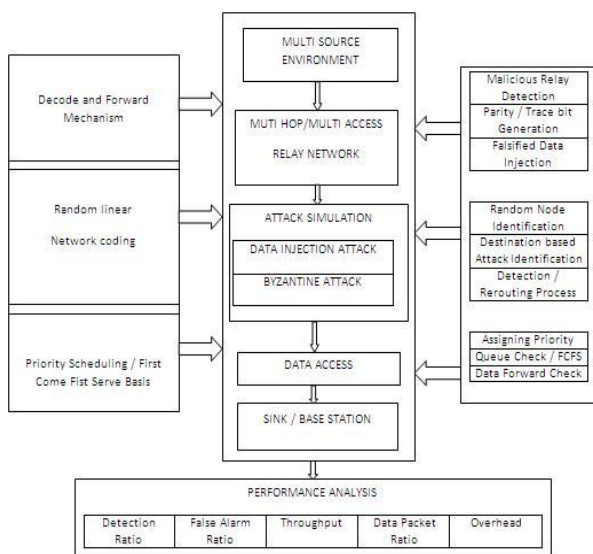 MULTI SOURCE
ENVIRONMENT
Decode and Forward
Mechanism
MUTI HOP/MULTI ACCESS
RELAY NETWORK
Malicious Relay
Detection
Parity / Trace bit
Generation
Falsified Data
Injection
Random linear
Network coding
ATTACK SIMULATION
DATA INJECTION ATTACK
BYZANTINE ATTACK
Random Node
Identification
Destination based
Attack Identification
Detection /
Rerouting Process
Priority Scheduling / First
Come Fist Serve Basis
DATA ACCESS
SINK / BASE STATION
Assigning Priority
Queue Check / FCFS
Data Forward Check
PERFORMANCE ANALYSIS
Detection
Ratio
False Alarm
Ratio
Throughput
Data Packet
Ratio
Overhead